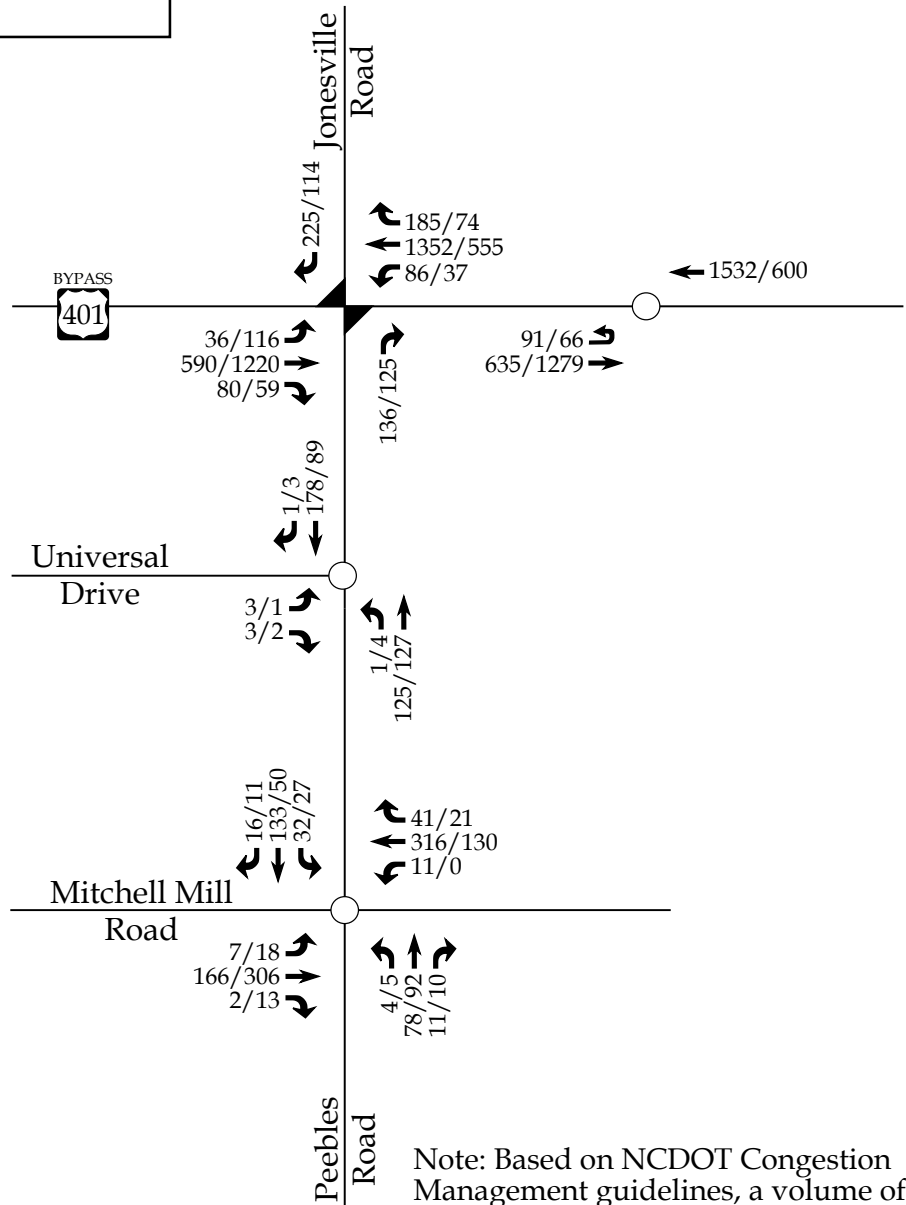 Jonesville
Road
225/114
185/74
1352/555
86/37
1532/600
BYPASS
401
36/116
590/1220
80/59
136/125
91/66
635/1279
1/3
178/89
Universal
Drive
3/1
3/2
1/4
125/127
16/11
133/50
32/27
41/21
316/130
11/0
Mitchell Mill
Road
7/18
166/306
2/13
4/5
78/92
11/10
Peebles
Road
Note: Based on NCDOT Congestion
Management guidelines, a volume of